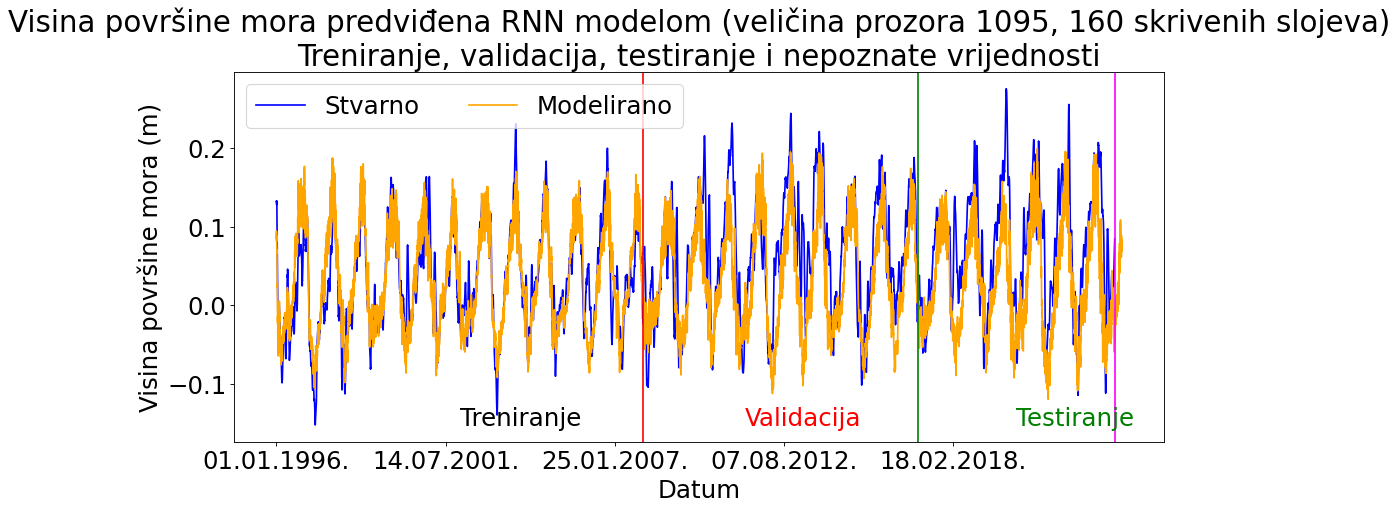 Visina površine mora predviđena RNN modelom (veličina prozora 1095, 160 skrivenih slojeva)
Treniranje, validacija, testiranje i nepoznate vrijednosti
Stvarno Modelirano
Visina površine mora (m)
0.2
0.1
0.0
−0.1
Treniranje Validacija Testiranje
01.01.1996. 14.07.2001. 25.01.2007. 07.08.2012. 18.02.2018.
Datum